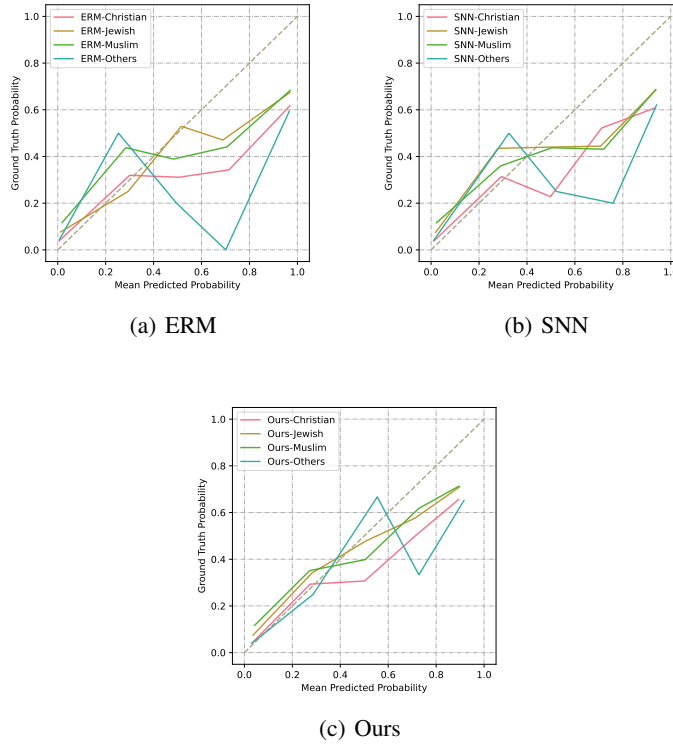 ERM-Christian
ERM-Jewish
ERM-Muslim
ERM-Others
1.0
0.8
0.6
0.4
0.2
0.0
Ground Truth Probability
0.0 0.2 0.4 0.6 0.8 1.0
Mean Predicted Probability
(a) ERM
SNN-Christian
SNN-Jewish
SNN-Muslim
SNN-Others
1.0
0.8
0.6
0.4
0.2
0.0
Ground Truth Probability
0.0 0.2 0.4 0.6 0.8 1.0
Mean Predicted Probability
(b) SNN
Ours-Christian
Ours-Jewish
Ours-Muslim
Ours-Others
1.0
0.8
0.6
0.4
0.2
0.0
Ground Truth Probability
0.0 0.2 0.4 0.6 0.8 1.0
Mean Predicted Probability
(c) Ours